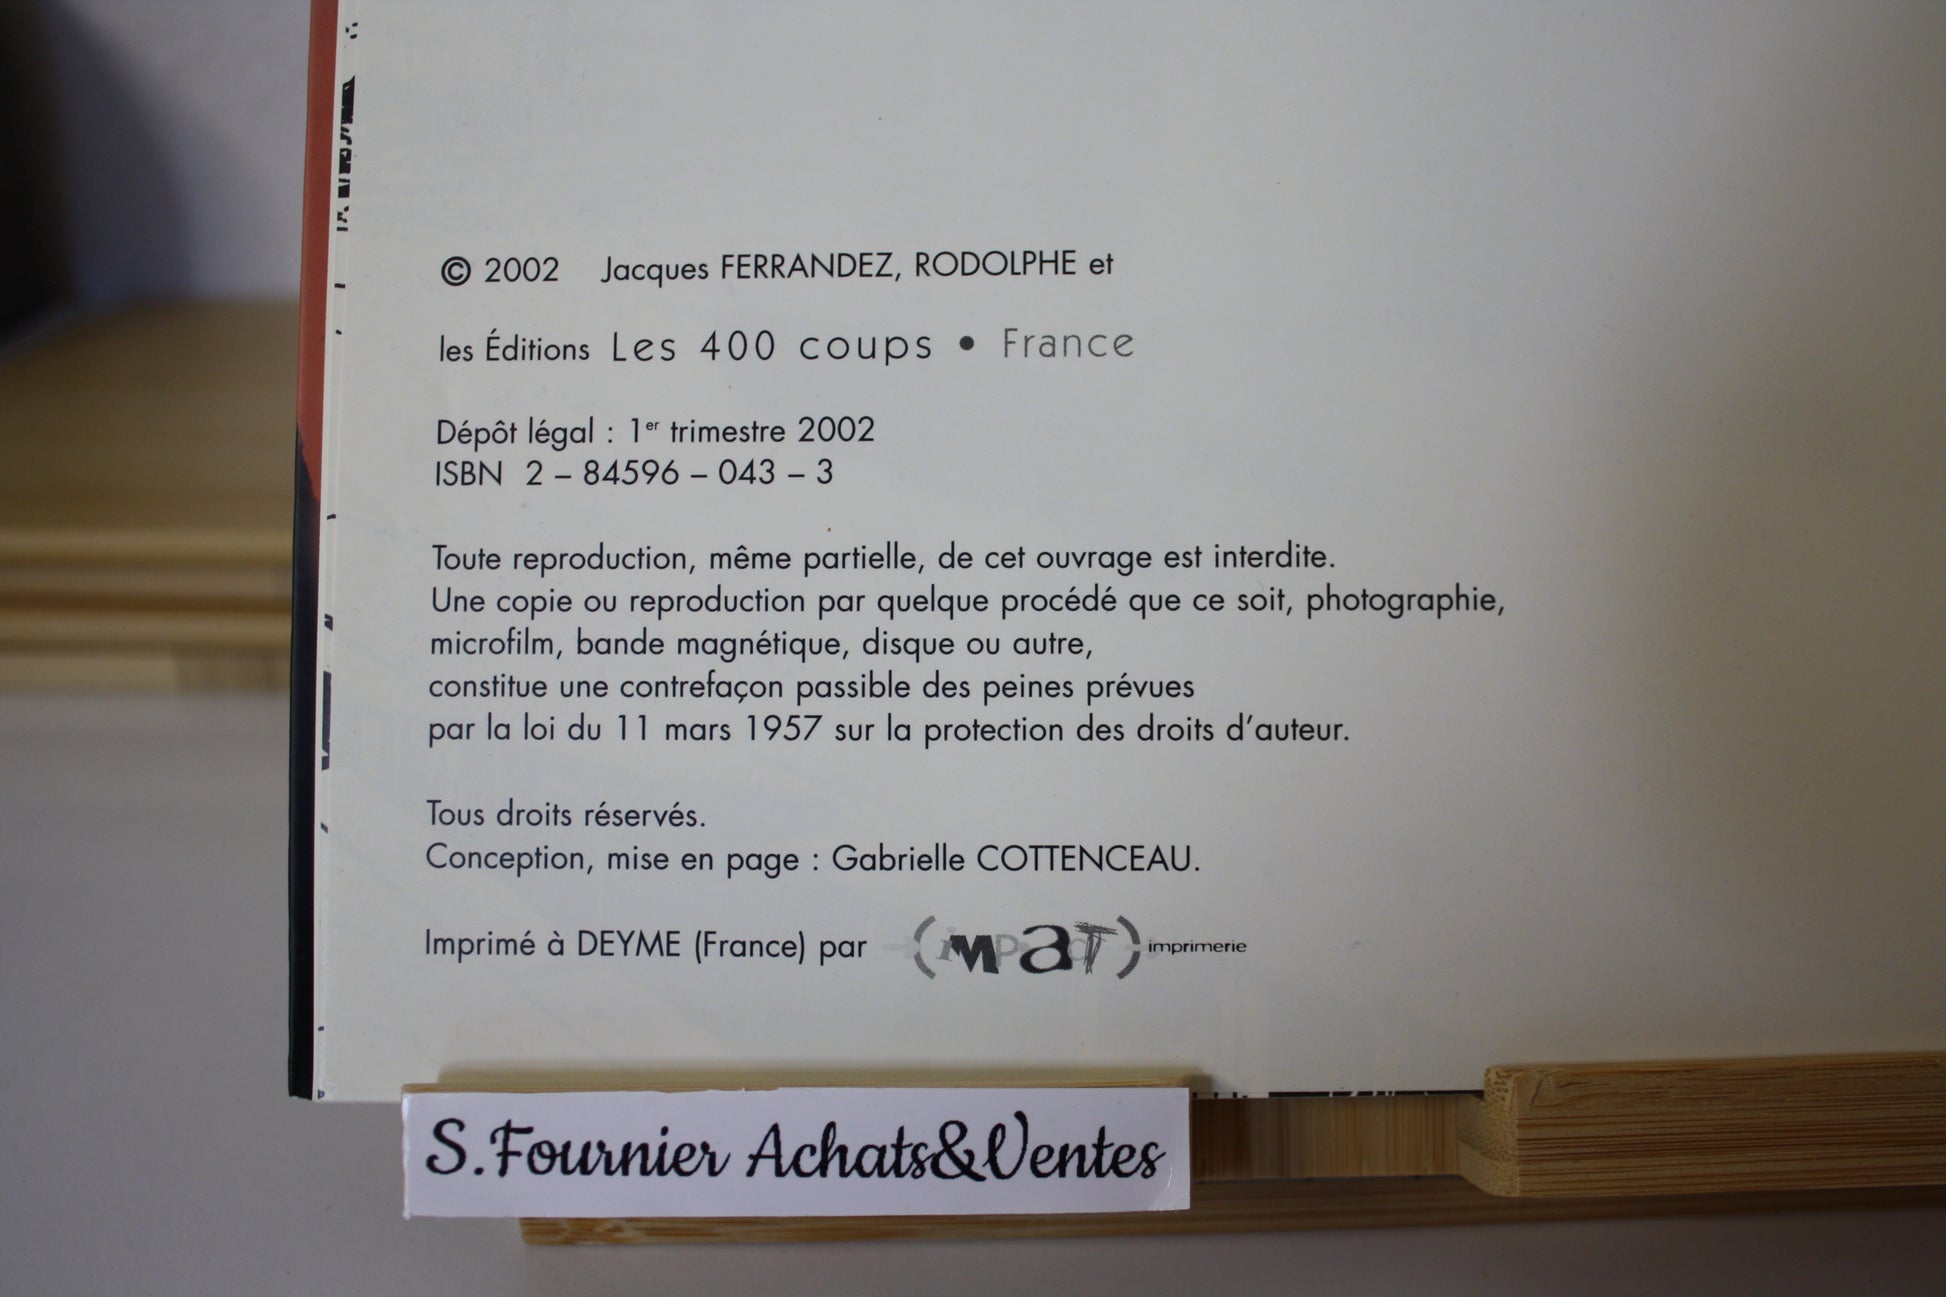 © 2002 Jacques FERRANDEZ, RODOLPHE et
les Éditions Les 400 coups • France
Dépôt légal : 1er trimestre 2002
ISBN 2 – 84596 – 043 – 3
Toute reproduction, même partielle, de cet ouvrage est interdite.
Une copie ou reproduction par quelque procédé que ce soit, photographie,
microfilm, bande magnétique, disque ou autre,
constitue une contrefaçon passible des peines prévues
par la loi du 11 mars 1957 sur la protection des droits d'auteur.
Tous droits réservés.
Conception, mise en page : Gabrielle COTTENCEAU.
Imprimé à DEYME (France) par (imPaT) imprimerie
S.Fournier Achats&Ventes